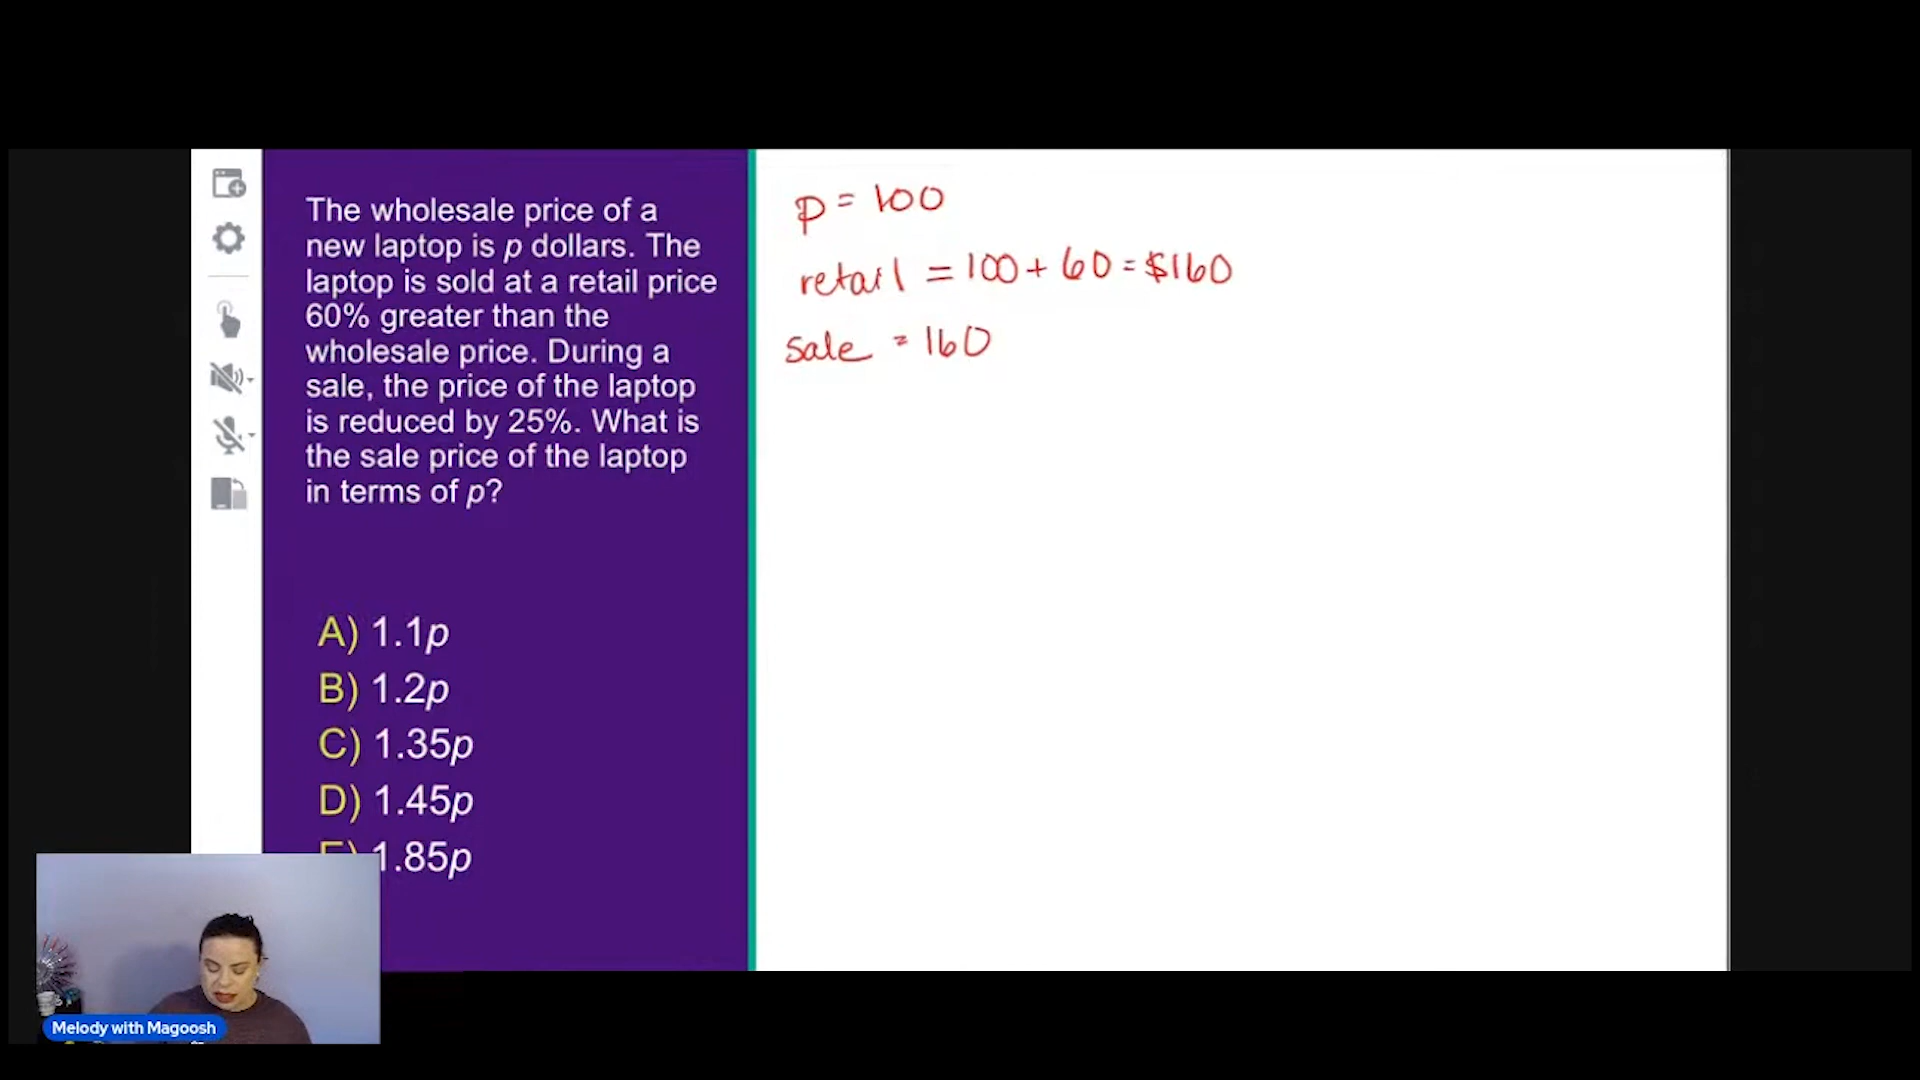 The wholesale price of a
new laptop is p dollars. The
laptop is sold at a retail price
60% greater than the
wholesale price. During a
sale, the price of the laptop
is reduced by 25%. What is
the sale price of the laptop
in terms of p?
A) 1.1p
B) 1.2p
C) 1.35p
D) 1.45p
E) 1.85p
p = 100
retail = 100 + 60 = $160
sale = 160
Melody with Magoosh